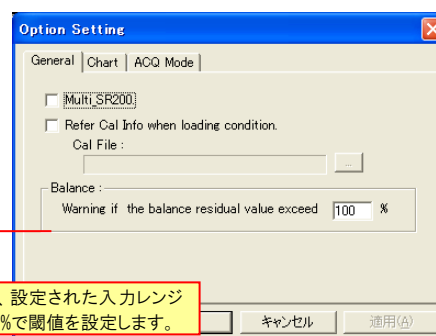 Option Setting
General
Chart
ACQ Mode
Multi_SR200.
Refer Cal Info when loading condition.
Cal File :
...
Balance :
Warning if the balance residual value exceed 100 %
、設定された入力レンジ
%で閾値を設定します。
キャンセル
適用(A)